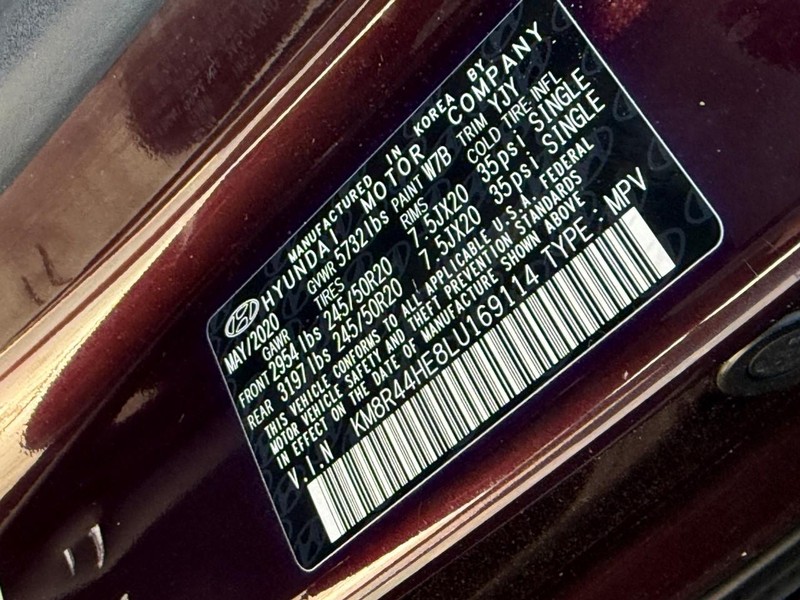 MANUFACTURED IN KOREA BY
HYUNDAI MOTOR COMPANY
MAY/2020 GVWR 5732lbs PAINT W7B TRIM YJY
GAWR TIRES RIMS COLD TIRE INFL
FRONT 2954 lbs 245/50R20 7.5JX20 35psi SINGLE
REAR 3197 lbs 245/50R20 7.5JX20 35psi SINGLE
THIS VEHICLE CONFORMS TO ALL APPLICABLE U.S.A. FEDERAL
MOTOR VEHICLE SAFETY AND THEFT PREVENTION STANDARDS
IN EFFECT ON THE DATE OF MANUFACTURE SHOWN ABOVE
V.I.N KM8R44HE8LU169114 TYPE : MPV